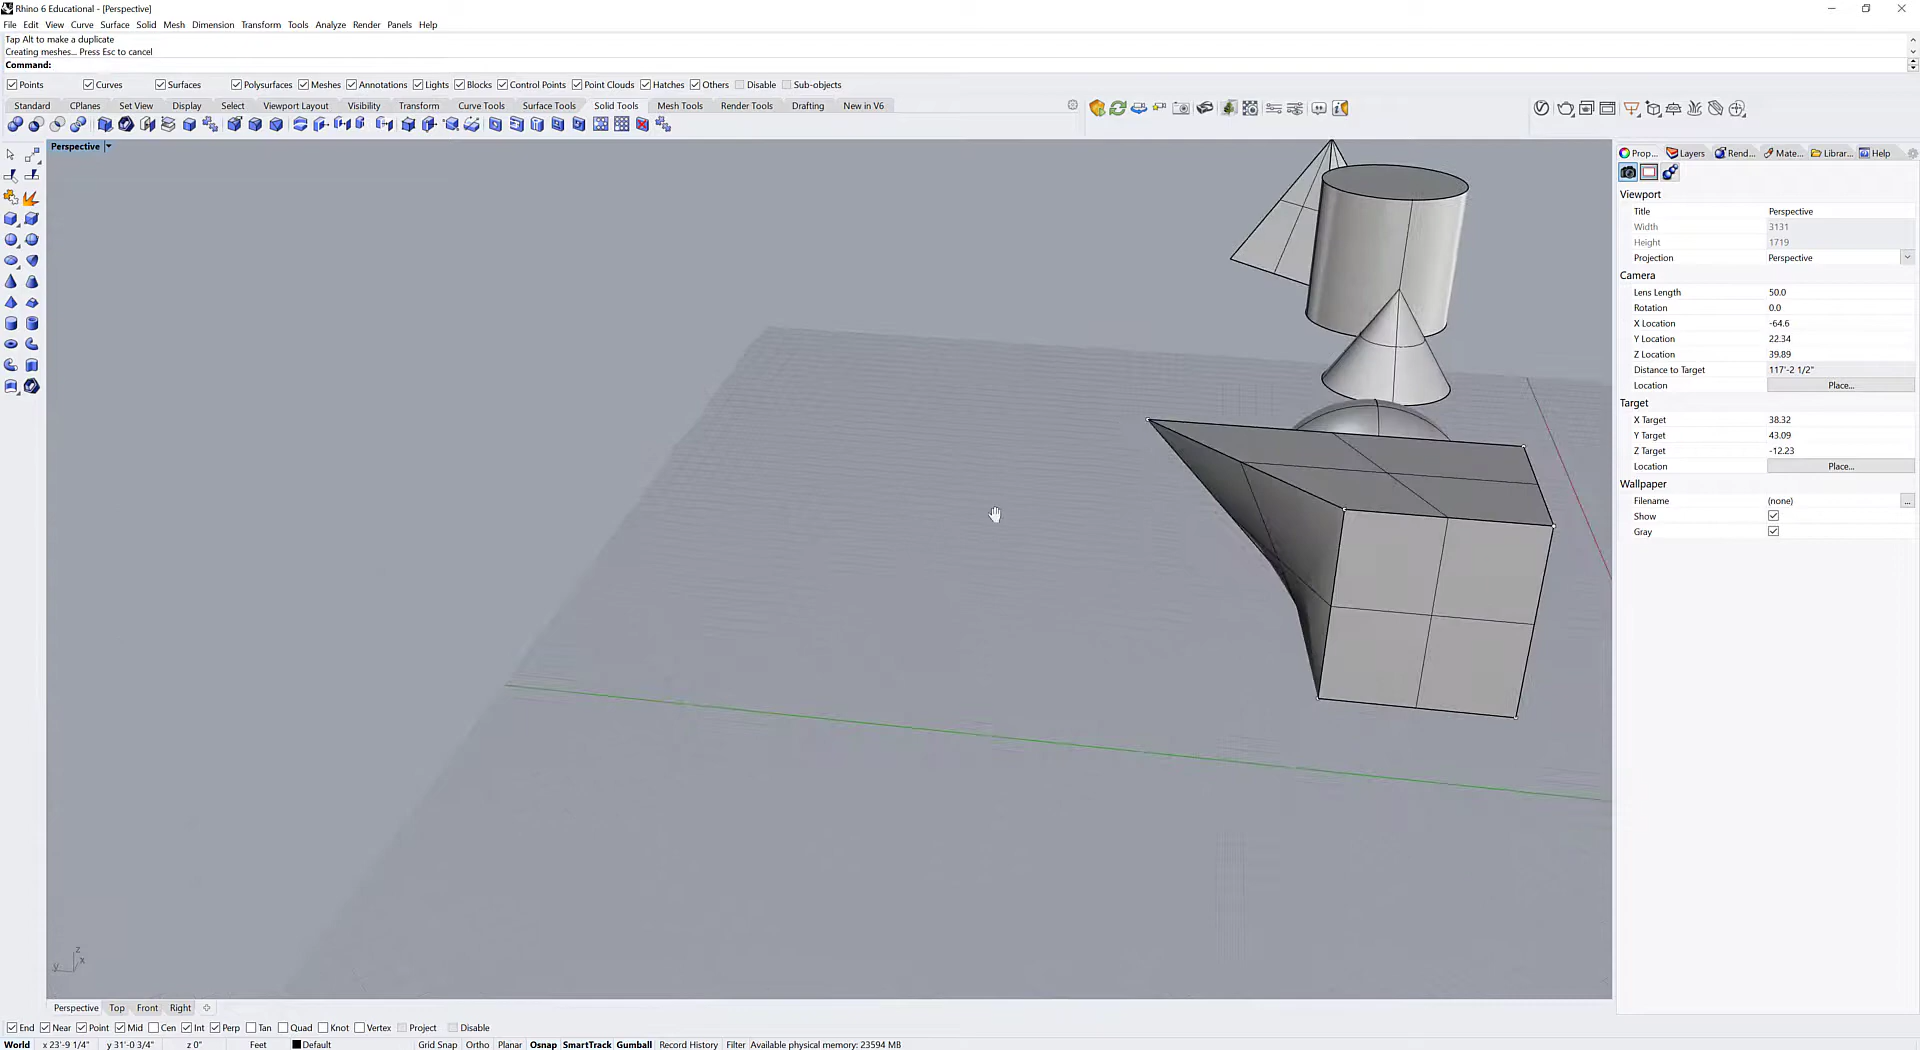 Rhino 6 Educational - [Perspective]
File Edit View Curve Surface Solid Mesh Dimension Transform Tools Analyze Render Panels Help
Tap Alt to make a duplicate
Creating meshes... Press Esc to cancel
Command:
Points Curves Surfaces Polysurfaces Meshes Annotations Lights Blocks Control Points Point Clouds Hatches Others Disable Sub-objects
Standard CPlanes Set View Display Select Viewport Layout Visibility Transform Curve Tools Surface Tools Solid Tools Mesh Tools Render Tools Drafting New in V6
Perspective
Prop... Layers Rend... Mate... Librar... Help
Viewport
Title Perspective
Width 3131
Height 1719
Projection Perspective
Camera
Lens Length 50.0
Rotation 0.0
X Location -64.6
Y Location 22.34
Z Location 39.89
Distance to Target 117'-2 1/2"
Location Place...
Target
X Target 38.32
Y Target 43.09
Z Target -12.23
Location Place...
Wallpaper
Filename (none) ...
Show
Gray
z
y x
Perspective Top Front Right
End Near Point Mid Cen Int Perp Tan Quad Knot Vertex Project Disable
World x 23'-9 1/4" y 31'-0 3/4" z 0" Feet Default Grid Snap Ortho Planar Osnap SmartTrack Gumball Record History Filter Available physical memory: 23594 MB